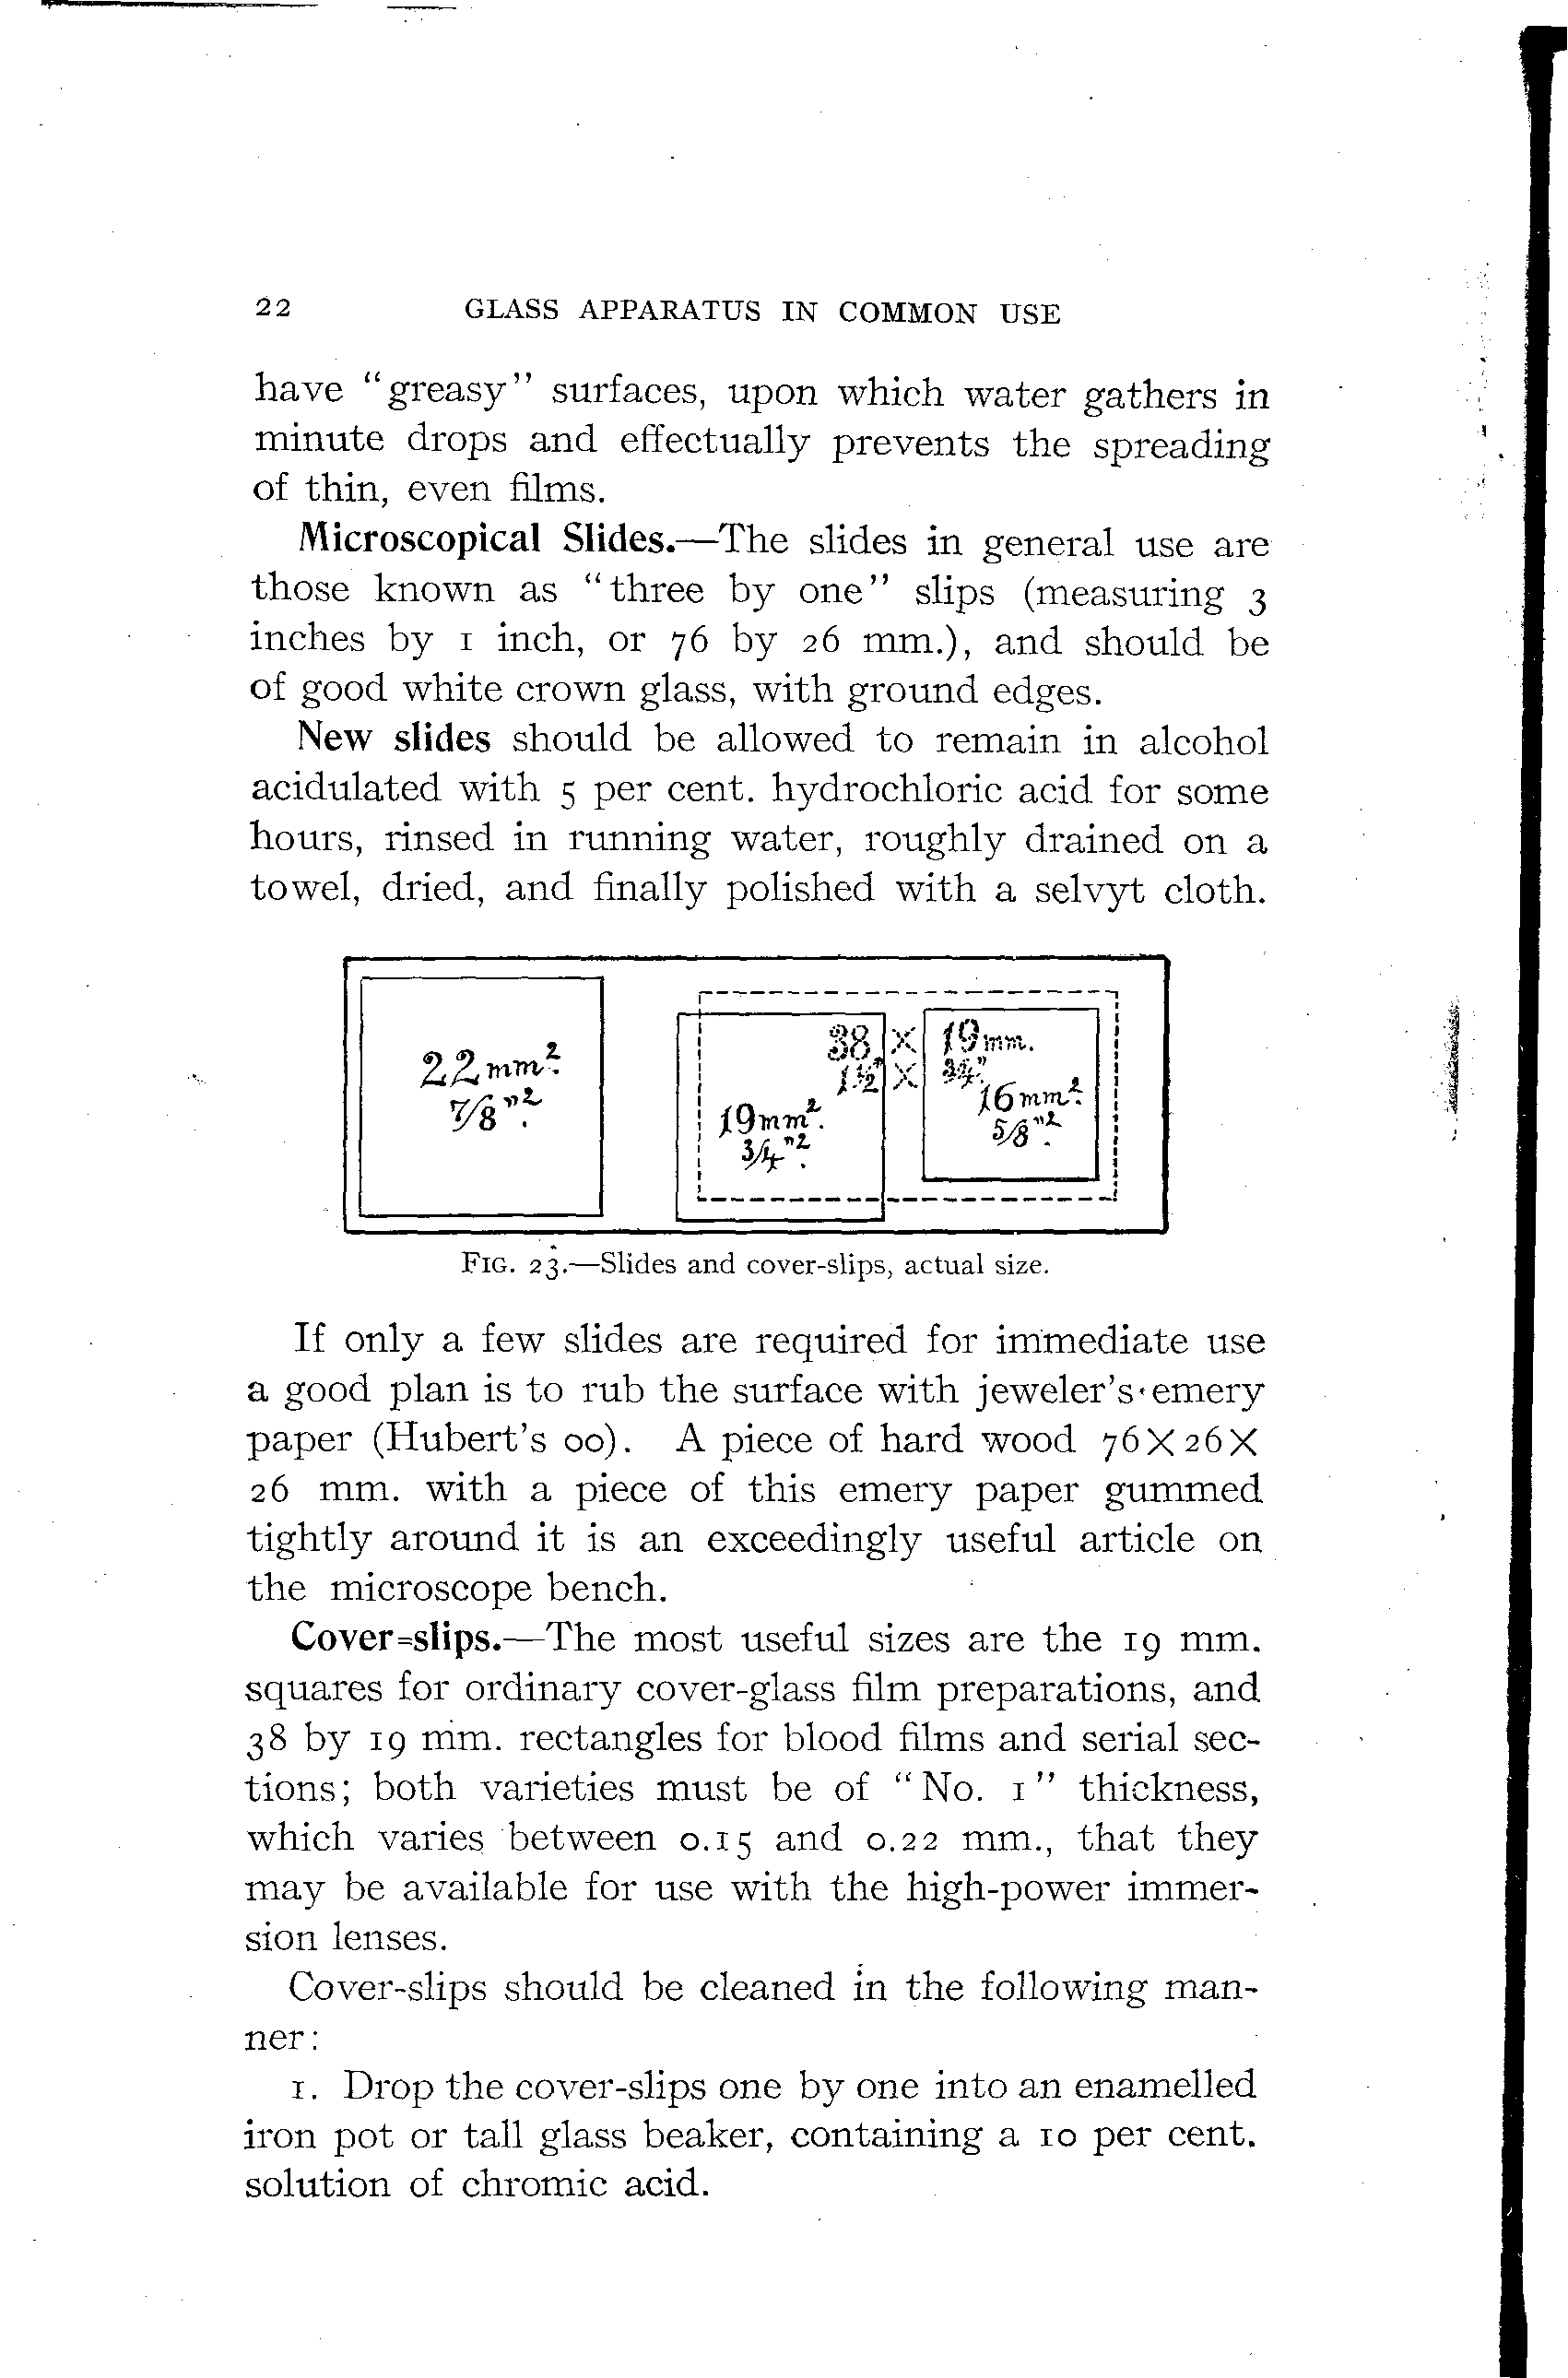 22 GLASS APPARATUS IN COMMON USE
have “greasy” surfaces, upon which water gathers in
minute drops and effectually prevents the spreading
of thin, even films.
Microscopical Slides.—The slides in general use are
those known as “three by one” slips (measuring 3
inches by 1 inch, or 76 by 26 mm.), and should be
of good white crown glass, with ground edges.
New slides should be allowed to remain in alcohol
acidulated with 5 per cent. hydrochloric acid for some
hours, rinsed in running water, roughly drained on a
towel, dried, and finally polished with a selvyt cloth.
22 mm².
7/8"².
38 × 19 mm.
1½" × ¾"
19 mm².
3/4"².
16 mm².
5/8"².
FIG. 23.—Slides and cover-slips, actual size.
If only a few slides are required for immediate use
a good plan is to rub the surface with jeweler's emery
paper (Hubert's 00). A piece of hard wood 76×26×
26 mm. with a piece of this emery paper gummed
tightly around it is an exceedingly useful article on
the microscope bench.
Cover-slips.—The most useful sizes are the 19 mm.
squares for ordinary cover-glass film preparations, and
38 by 19 mm. rectangles for blood films and serial sec-
tions; both varieties must be of “No. 1” thickness,
which varies between 0.15 and 0.22 mm., that they
may be available for use with the high-power immer-
sion lenses.
Cover-slips should be cleaned in the following man-
ner:
1. Drop the cover-slips one by one into an enamelled
iron pot or tall glass beaker, containing a 10 per cent.
solution of chromic acid.